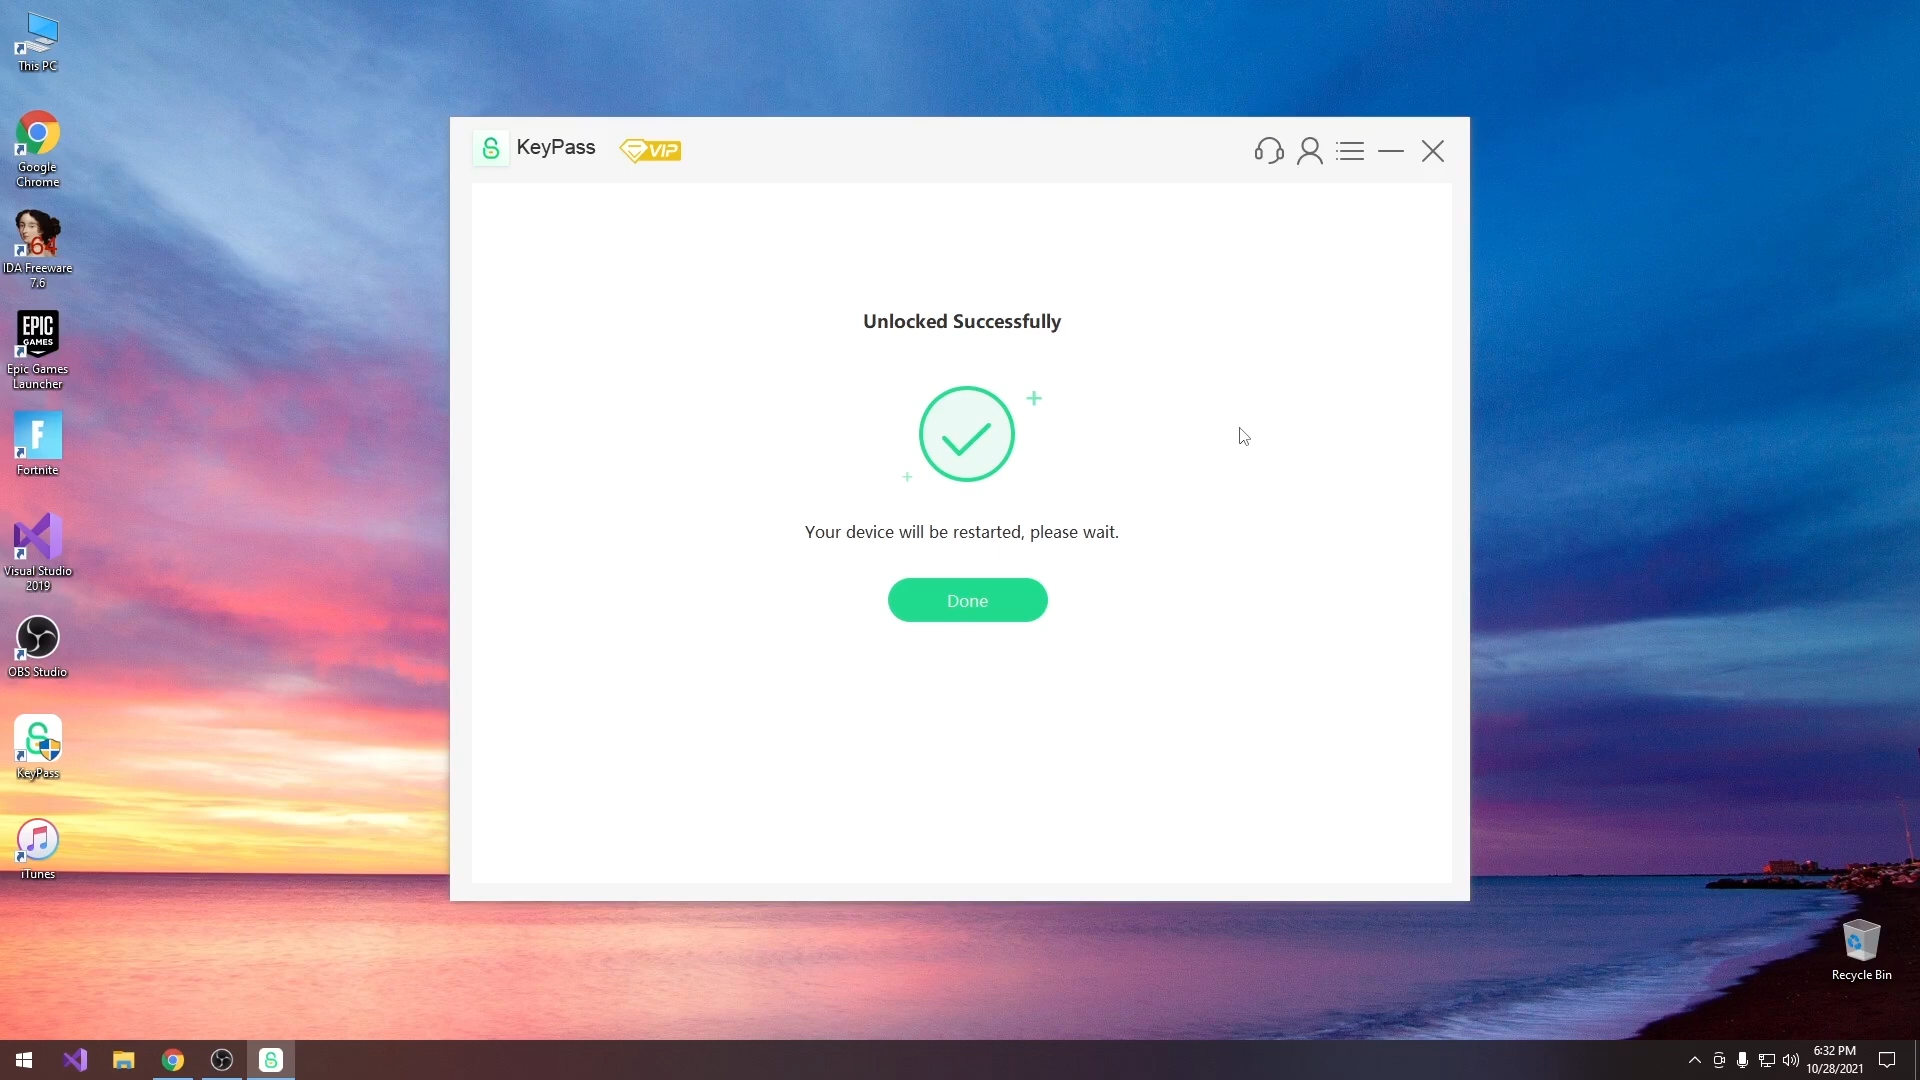 This PC
Google
Chrome
64
IDA Freeware
7.6
EPIC
GAMES
Epic Games
Launcher
F
Fortnite
Visual Studio
2019
OBS Studio
KeyPass
iTunes
KeyPass
VIP
Unlocked Successfully
Your device will be restarted, please wait.
Done
Recycle Bin
6:32 PM
10/28/2021